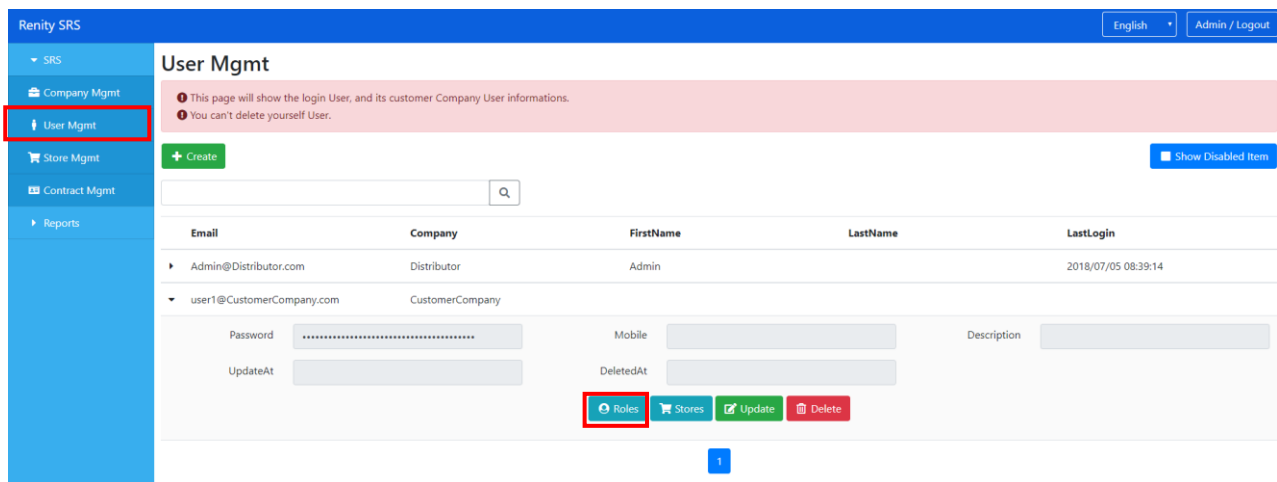 Renity SRS
English
Admin / Logout
SRS
Company Mgmt
User Mgmt
Store Mgmt
Contract Mgmt
Reports
User Mgmt
This page will show the login User, and its customer Company User informations.
You can't delete yourself User.
Create
Show Disabled Item
Email Company FirstName LastName LastLogin
Admin@Distributor.com Distributor Admin 2018/07/05 08:39:14
user1@CustomerCompany.com CustomerCompany
Password Mobile Description
UpdateAt DeletedAt
Roles Stores Update Delete
1